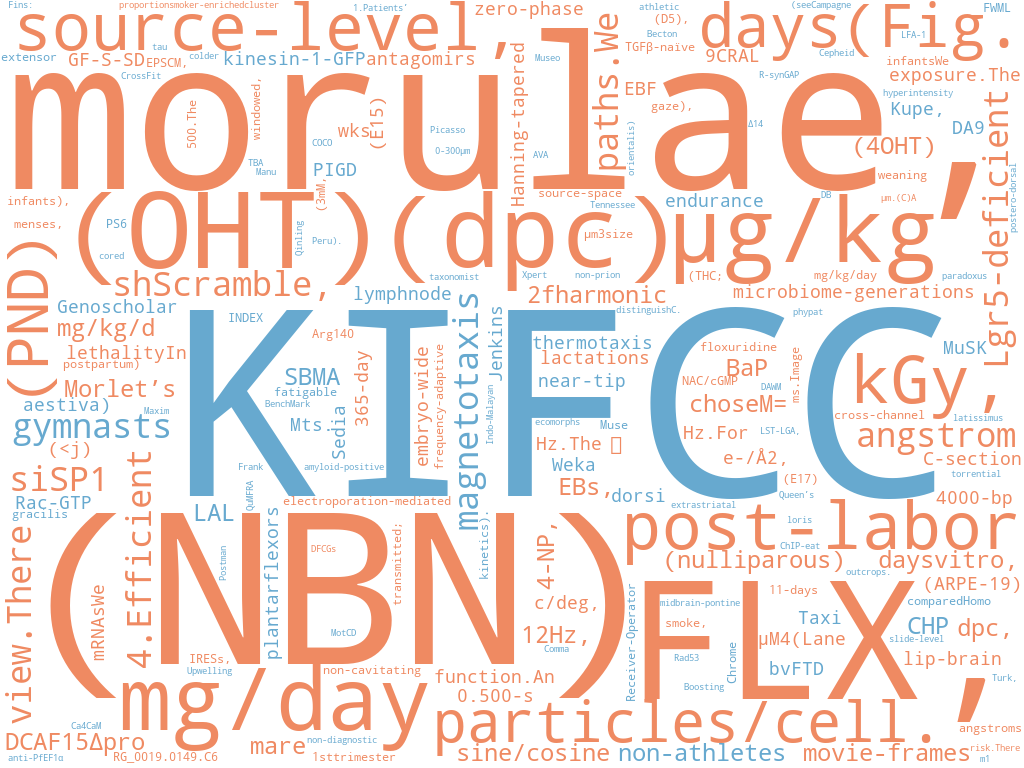 Fins:
proportionsmoker-enrichedcluster
1.Patients'
zero-phase
athletic
(D5),
(seeCampagne
FWML
source-level,
days(Fig.
tau
colder
Becton
LFA-1
extensor
GF-S-SD
EPSCM,
kinesin-1-GFP
antagomirs
Museo
TGFβ-naive
9CRAL
Cepheid
infantsWe
CrossFit
R-synGAP
exposure.The
morulae,
windowed,
500.The
(E15)
Hanning-tapered
paths.We
EBF
gaze),
hyperintensity
Kupe,
DA9
wks
COCO
Picasso
0-300μm
AVA
orientalis)
Δ14
(4OHT)
TBA
Manu
PIGD
weaning
Lgr5-deficient
postero-dorsal
infants),
menses,
PS6
cored
(OHT)
(3mM,
Qinling
Peru).
(dpc)
source-space
Tennessee
endurance
DB
μm.(C)A
μm3size
μg/kg,
(PND)
shScramble,
taxonomist
Xpert
non-prion
(THC;
mg/kg/day
paradoxus
lymphnode
2fharmonic
microbiome-generations
Genoscholar
INDEX
distinguishC.
phypat
mg/kg/d
Arg140
magnetotaxis
Jenkins
thermotaxis
floxuridine
MuSK
lethalityIn
postpartum)
365-day
embryo-wide
frequency-adaptive
lactations
BaP
kGy,
Morlet’s
SBMA
fatigable
near-tip
NAC/cGMP
DAWM
ms.Image
aestiva)
Maxim
BenchMark
Indo-Malayan
choseM=
cross-channel
latissimus
KIFCC
gymnasts
Mts.
Sedia
ecomorphs
Muse
Hz.For
LST-LGA,
angstrom
(<j)
Hz.The
Weka
e-/Å2,
C-section
siSP1
Frank
amyloid-positive
(E17)
torrential
Rac-GTP
QuMFRA
electroporation-mediated
EBs,
dorsi
Queen’s
4000-bp
gracilis
LAL
extrastriatal
4.Efficient
kinetics).
post-labor
loris
view.There
(NBN)
Postman
plantarflexors
DFCGs
transmitted;
4-NP,
ChIP-eat
(nulliparous)
daysvitro,
outcrops.
(ARPE-19)
mRNAsWe
c/deg,
Receiver-Operator
11-days
FLX,
midbrain-pontine
comparedHomo
MotCD
12Hz,
smoke,
Taxi
CHP
dpc,
IRESs,
Comma
μM4(Lane
slide-level
Upwelling
non-cavitating
function.An
Rad53
Chrome
bvFTD
lip-brain
mg/day
0.500-s
Boosting
Turk,
particles/cell.
Ca4CaM
angstroms
DCAF15Δpro
mare
non-diagnostic
sine/cosine
non-athletes
movie-frames
risk.There
anti-PfEF1α
RG_0019.0149.C6
1sttrimester
m1